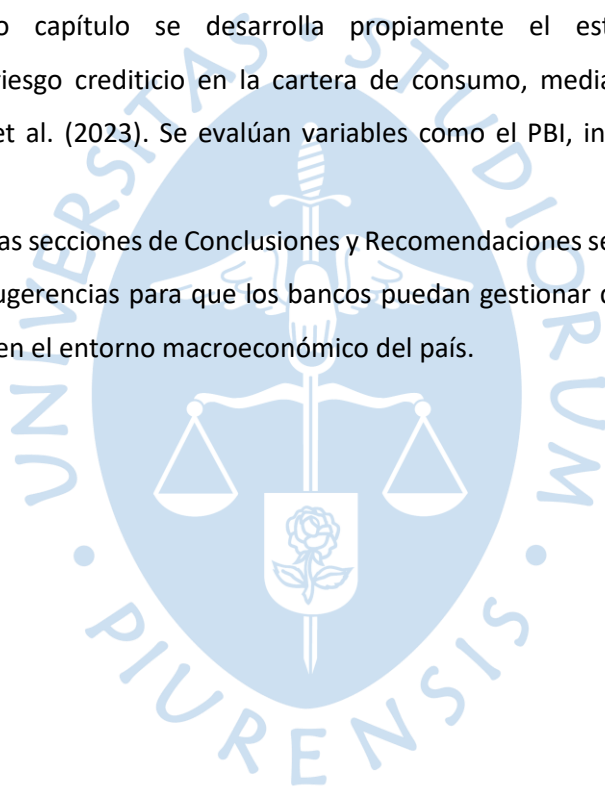 o capítulo se desarrolla propiamente el est
riesgo crediticio en la cartera de consumo, media
et al. (2023). Se evalúan variables como el PBI, in
as secciones de Conclusiones y Recomendaciones se
ugerencias para que los bancos puedan gestionar
en el entorno macroeconómico del país.
UNIVERSITAS • STUDIORUM • PIURENSIS